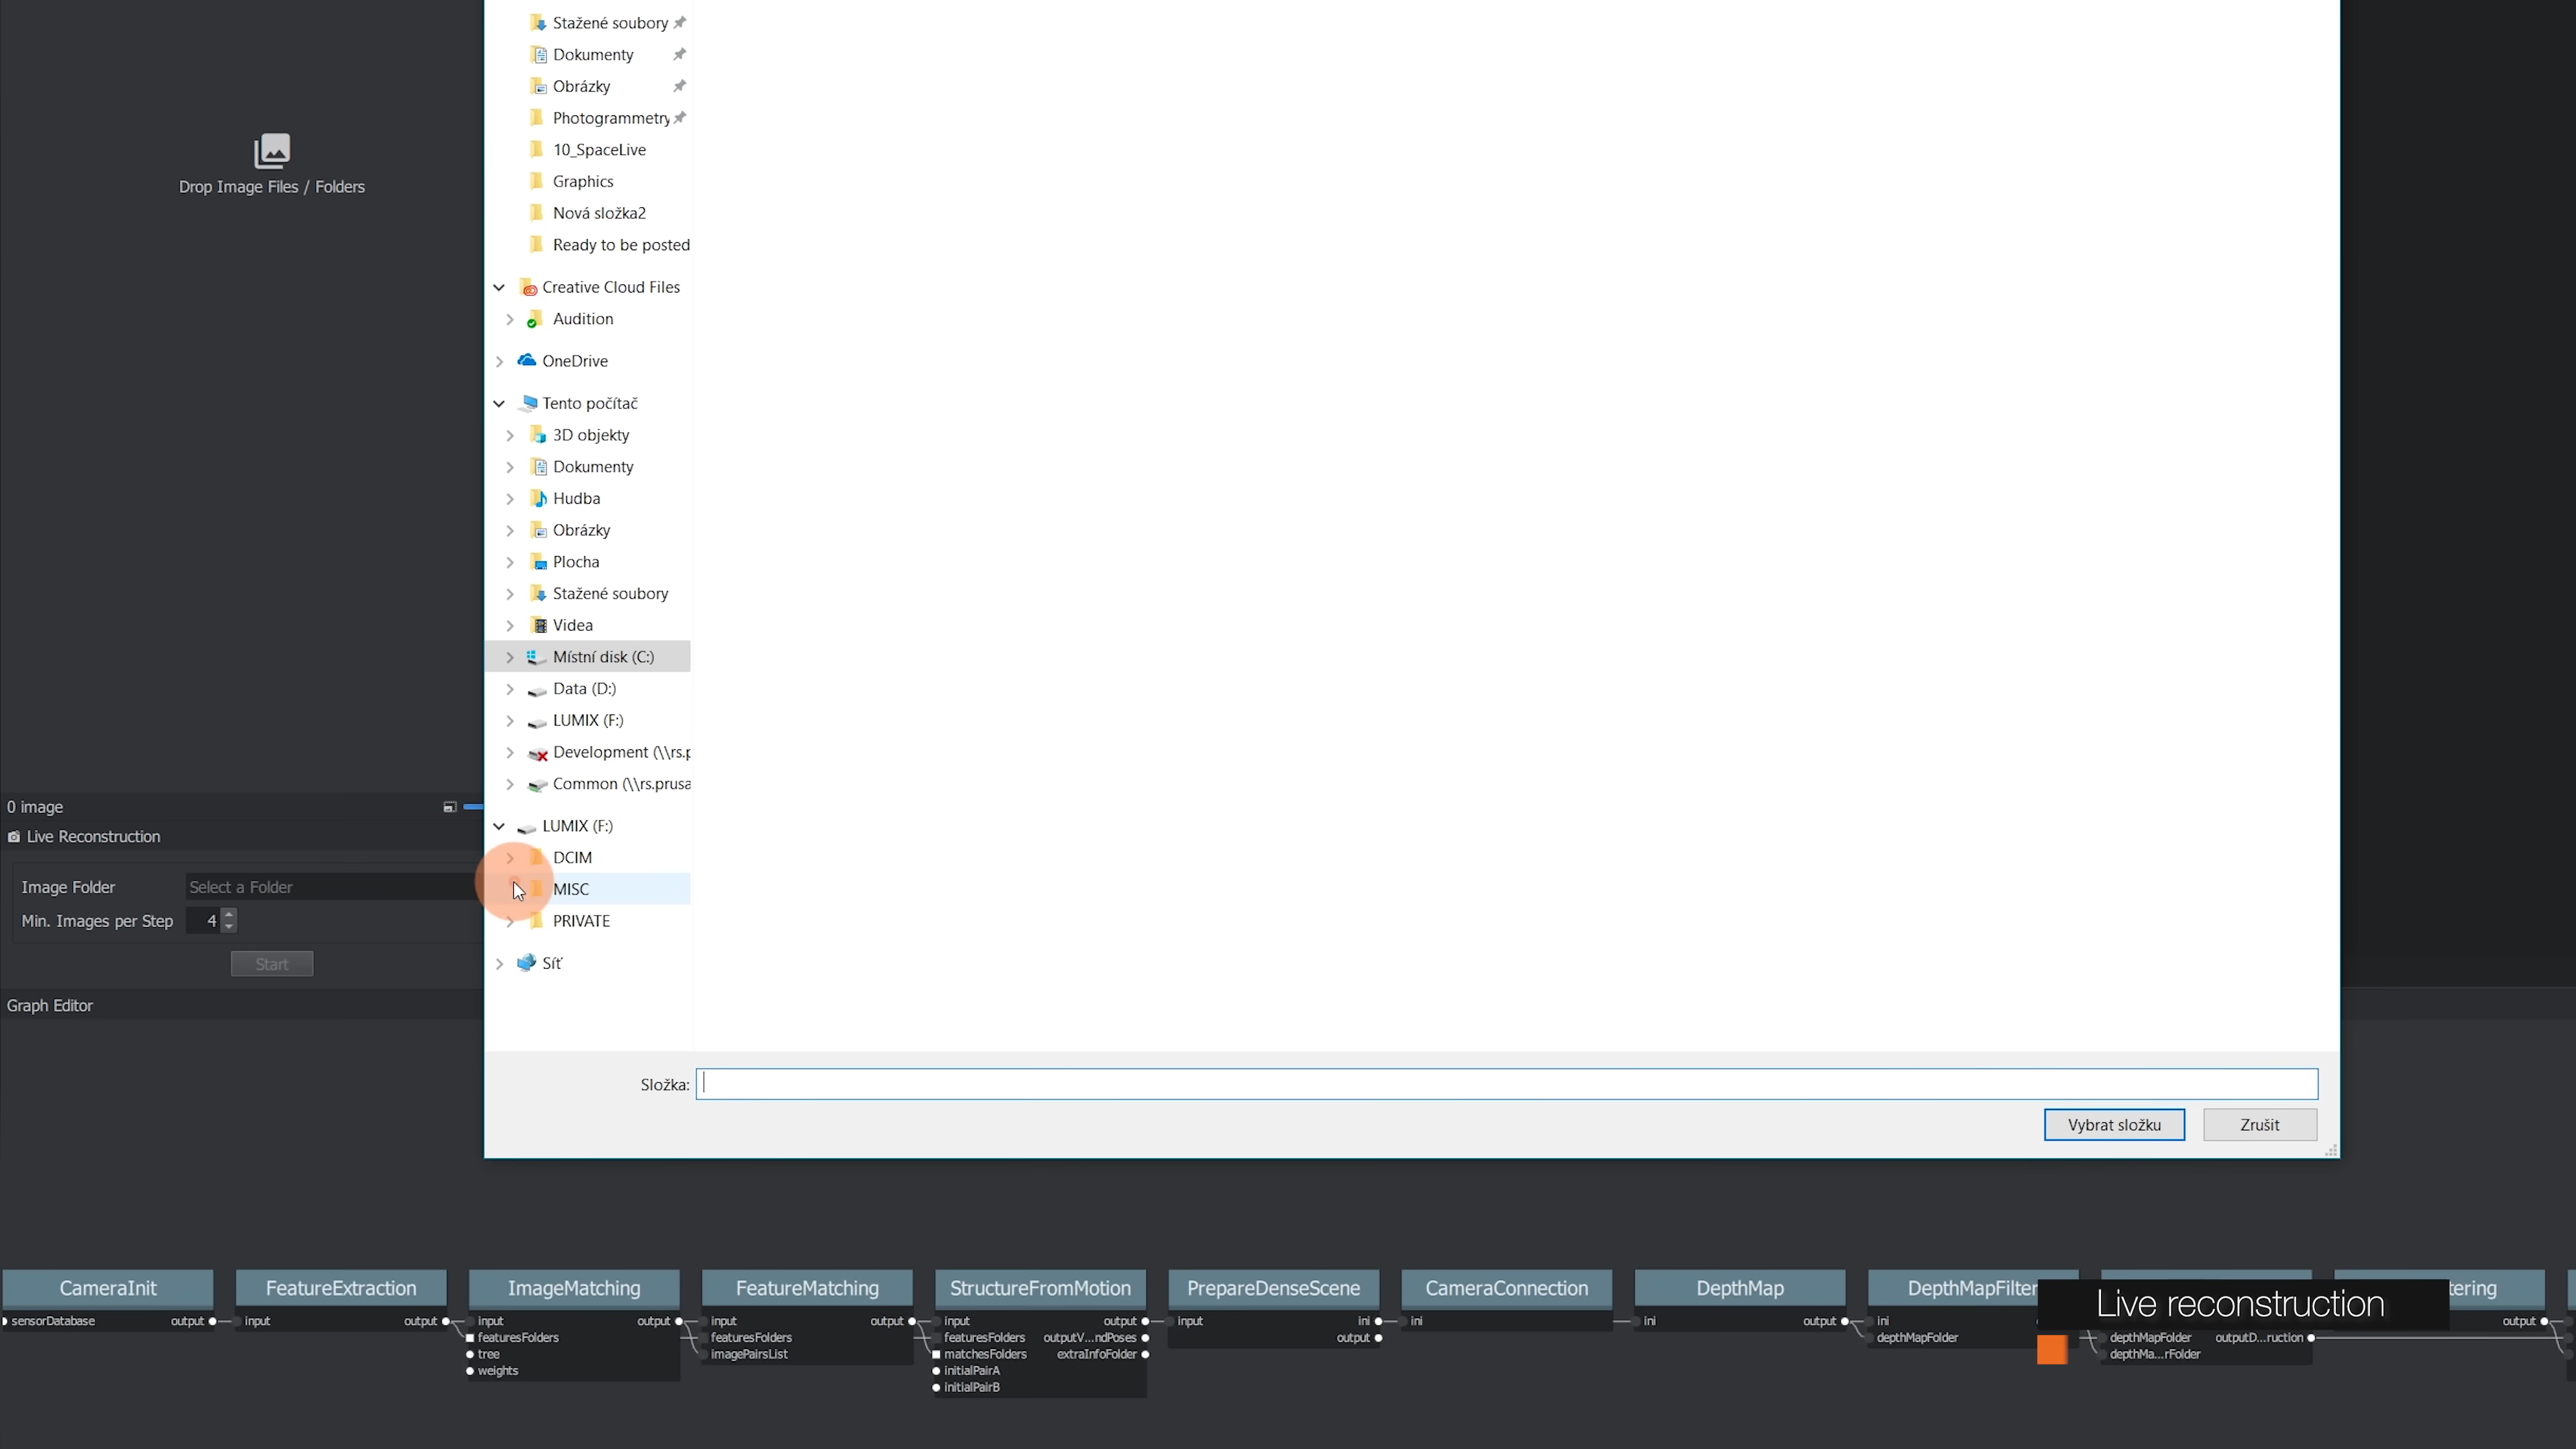 Stažené soubory
Dokumenty
Obrázky
Photogrammetry
10_SpaceLive
Graphics
Nová složka2
Ready to be posted
Creative Cloud Files
Audition
OneDrive
Tento počítač
3D objekty
Dokumenty
Hudba
Obrázky
Plocha
Stažené soubory
Videa
Místní disk (C:)
Data (D:)
LUMIX (F:)
Development (\\rs.p
Common (\\rs.prusa
LUMIX (F:)
DCIM
MISC
PRIVATE
Síť
Drop Image Files / Folders
0 image
Live Reconstruction
Image Folder Select a Folder
Min. Images per Step 4
Start
Graph Editor
Složka:
Vybrat složku Zrušit
CameraInit
sensorDatabase output
FeatureExtraction
input output
ImageMatching
input output
featuresFolders
tree
weights
FeatureMatching
input output
featuresFolders
imagePairsList
StructureFromMotion
input output
featuresFolders outputV...ndPoses
matchesFolders extraInfoFolder
initialPairA
initialPairB
PrepareDenseScene
input ini
output
CameraConnection
ini
DepthMap
ini output
DepthMapFilter
ini
depthMapFolder
depthMapFolder outputD...ruction
depthMa...rFolder
tering
output
Live reconstruction